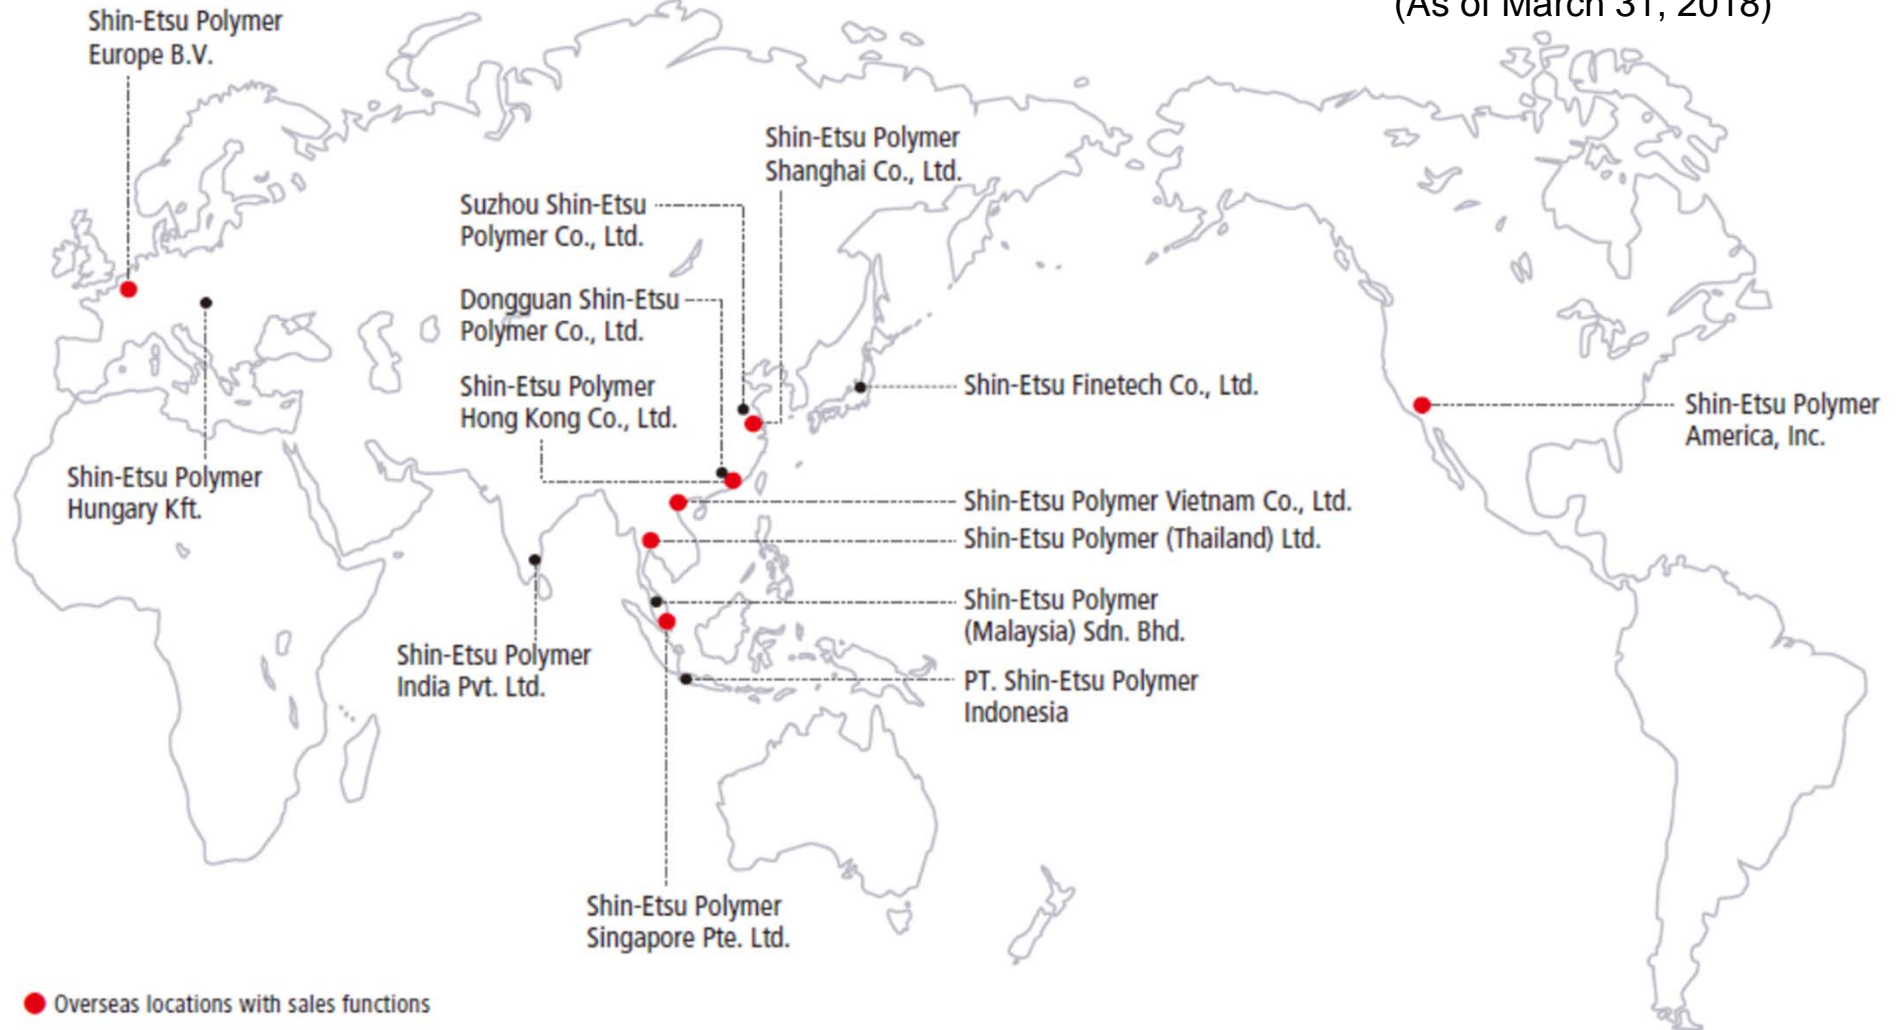 (As of March 31, 2018)
Shin-Etsu Polymer
Europe B.V.
Shin-Etsu Polymer
Shanghai Co., Ltd.
Suzhou Shin-Etsu
Polymer Co., Ltd.
Dongguan Shin-Etsu
Polymer Co., Ltd.
Shin-Etsu Polymer
Hong Kong Co., Ltd.
Shin-Etsu Finetech Co., Ltd.
Shin-Etsu Polymer
America, Inc.
Shin-Etsu Polymer
Hungary Kft.
Shin-Etsu Polymer Vietnam Co., Ltd.
Shin-Etsu Polymer (Thailand) Ltd.
Shin-Etsu Polymer
(Malaysia) Sdn. Bhd.
Shin-Etsu Polymer
India Pvt. Ltd.
PT. Shin-Etsu Polymer
Indonesia
Shin-Etsu Polymer
Singapore Pte. Ltd.
Overseas locations with sales functions